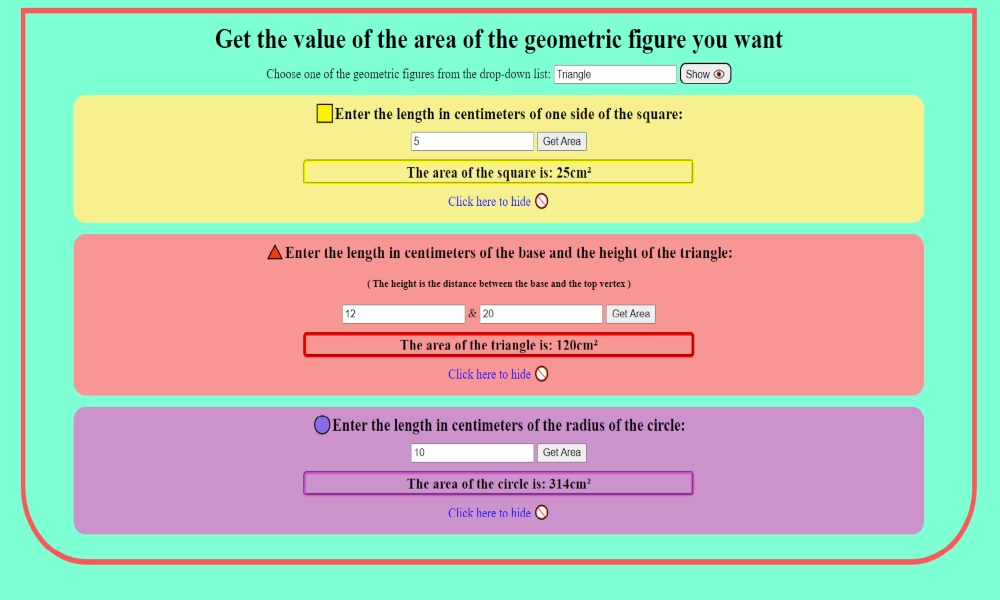 Get the value of the area of the geometric figure you want
Choose one of the geometric figures from the drop-down list: Triangle Show
Enter the length in centimeters of one side of the square:
5 Get Area
The area of the square is: 25cm²
Click here to hide
Enter the length in centimeters of the base and the height of the triangle:
( The height is the distance between the base and the top vertex )
12 & 20 Get Area
The area of the triangle is: 120cm²
Click here to hide
Enter the length in centimeters of the radius of the circle:
10 Get Area
The area of the circle is: 314cm²
Click here to hide